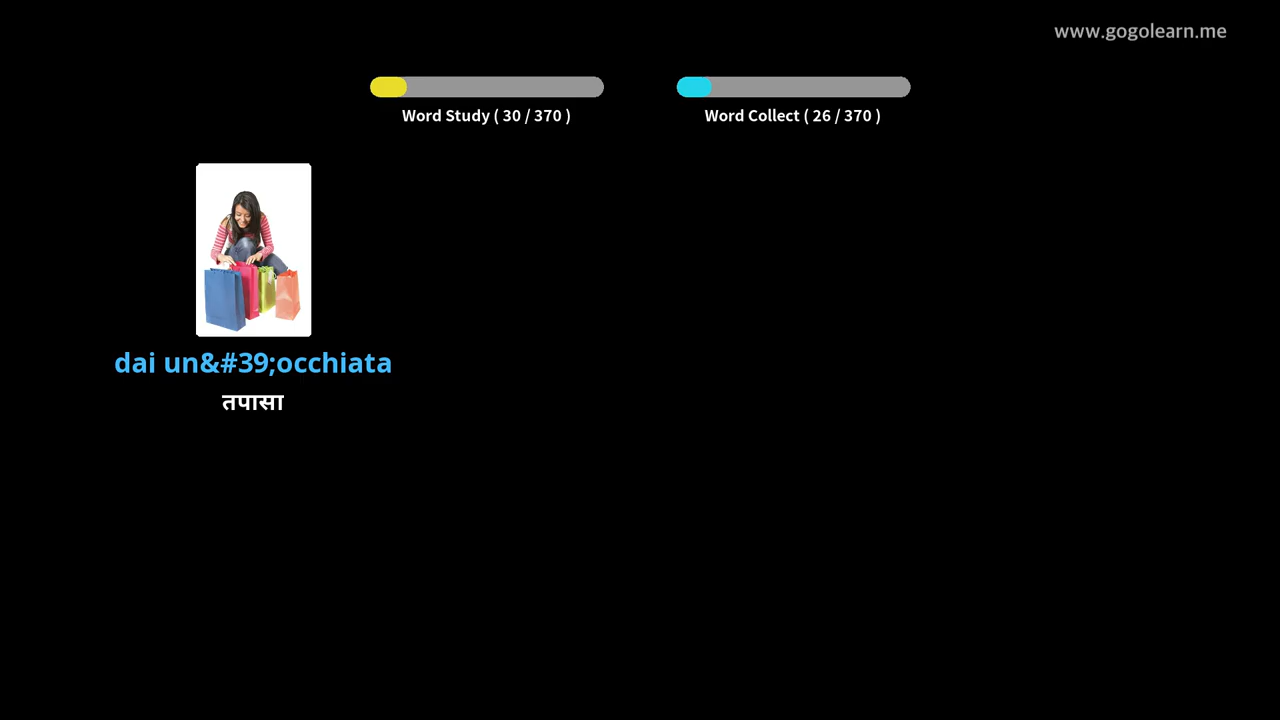 www.gogolearn.me
Word Study ( 30 / 370 )
Word Collect ( 26 / 370 )
dai un&#39;occhiata
तपासा